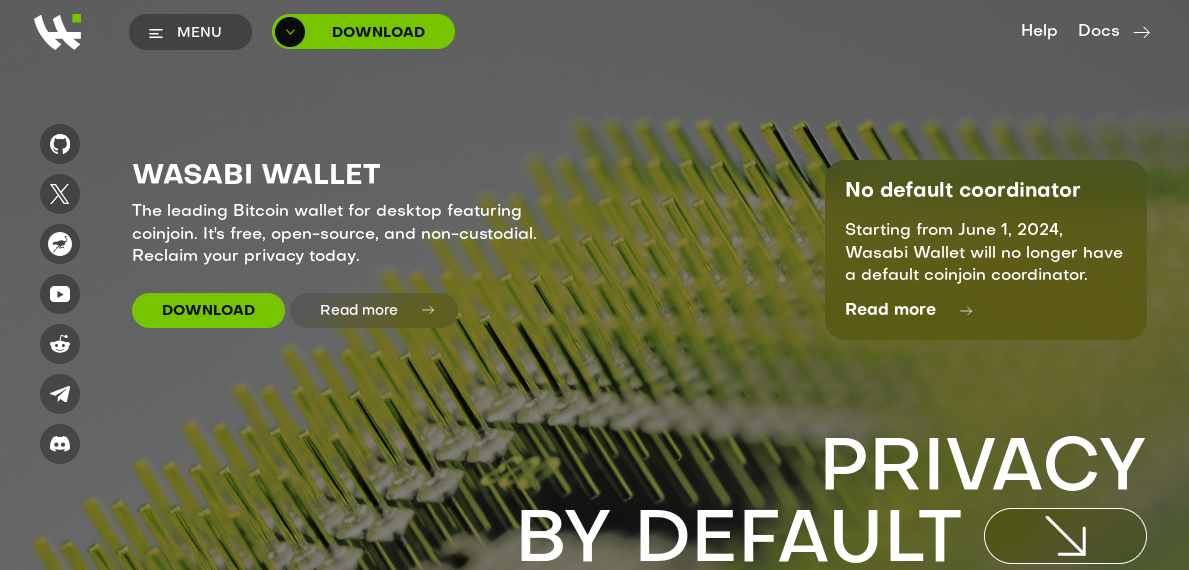 MENU
DOWNLOAD
Help
Docs
WASABI WALLET
The leading Bitcoin wallet for desktop featuring
coinjoin. It's free, open-source, and non-custodial.
Reclaim your privacy today.
DOWNLOAD
Read more
No default coordinator
Starting from June 1, 2024,
Wasabi Wallet will no longer have
a default coinjoin coordinator.
Read more
PRIVACY
BY DEFAULT